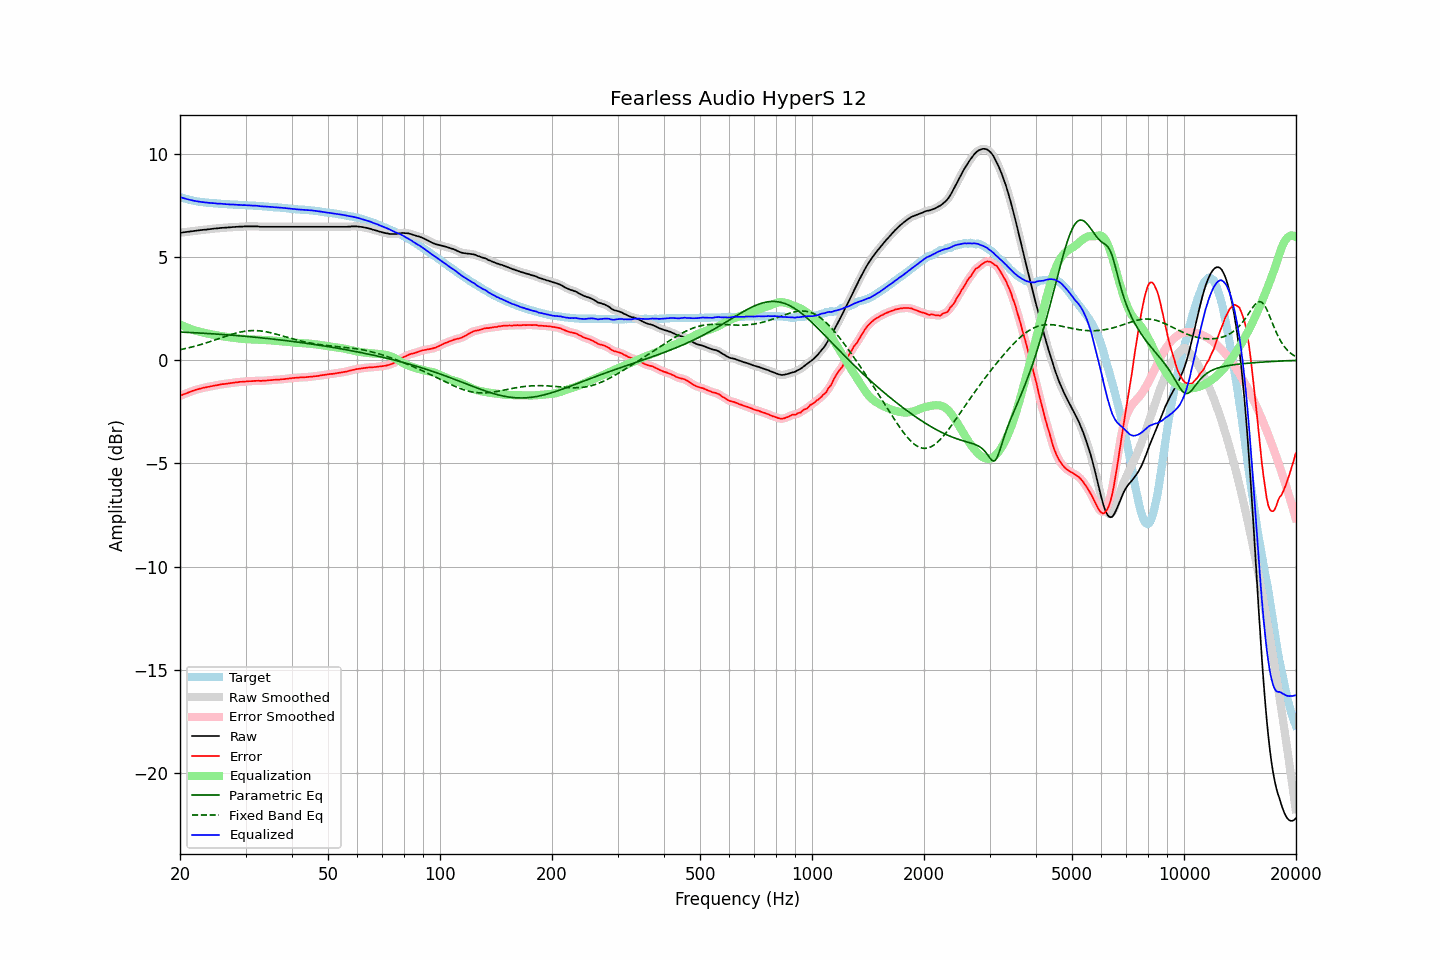 Fearless Audio HyperS 12
Amplitude (dBr)
10
5
0
−5
−10
−15
−20
Target
Raw Smoothed
Error Smoothed
Raw
Error
Equalization
Parametric Eq
Fixed Band Eq
Equalized
20 50 100 200 500 1000 2000 5000 10000 20000
Frequency (Hz)